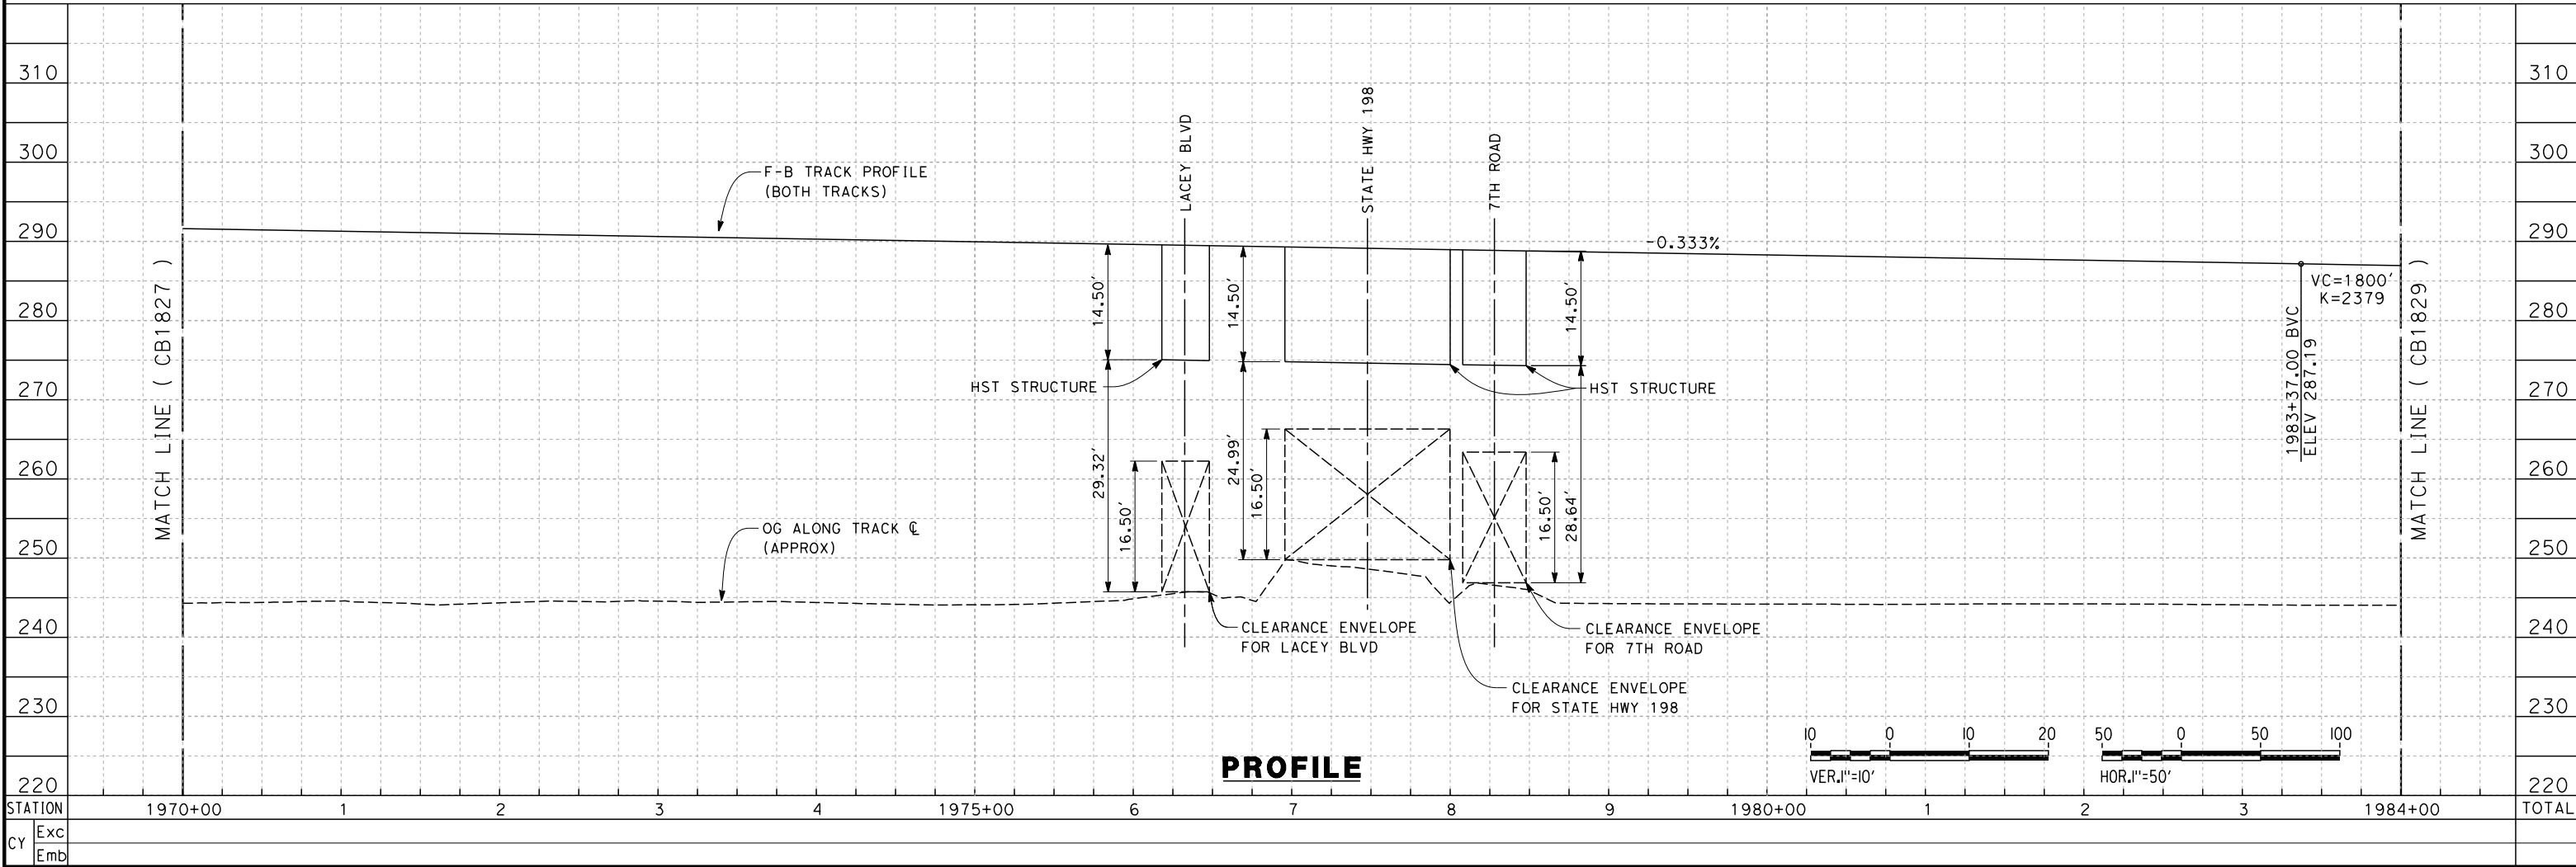 310
300
290
280
270
260
250
240
230
220
MATCH LINE ( CB1827 )
F-B TRACK PROFILE
(BOTH TRACKS)
OG ALONG TRACK ℄
(APPROX)
LACEY BLVD
STATE HWY 198
7TH ROAD
14.50'
29.32'
16.50'
HST STRUCTURE
14.50'
24.99'
16.50'
14.50'
16.50'
28.64'
HST STRUCTURE
-0.333%
CLEARANCE ENVELOPE
FOR LACEY BLVD
CLEARANCE ENVELOPE
FOR 7TH ROAD
CLEARANCE ENVELOPE
FOR STATE HWY 198
1983+37.00 BVC
ELEV 287.19
VC=1800'
K=2379
MATCH LINE ( CB1829 )
310
300
290
280
270
260
250
240
230
220
PROFILE
10 0 10 20
VER.1"=10'
50 0 50 100
HOR.1"=50'
STATION 1970+00 1 2 3 4 1975+00 6 7 8 9 1980+00 1 2 3 1984+00 TOTAL
CY
Exc
Emb